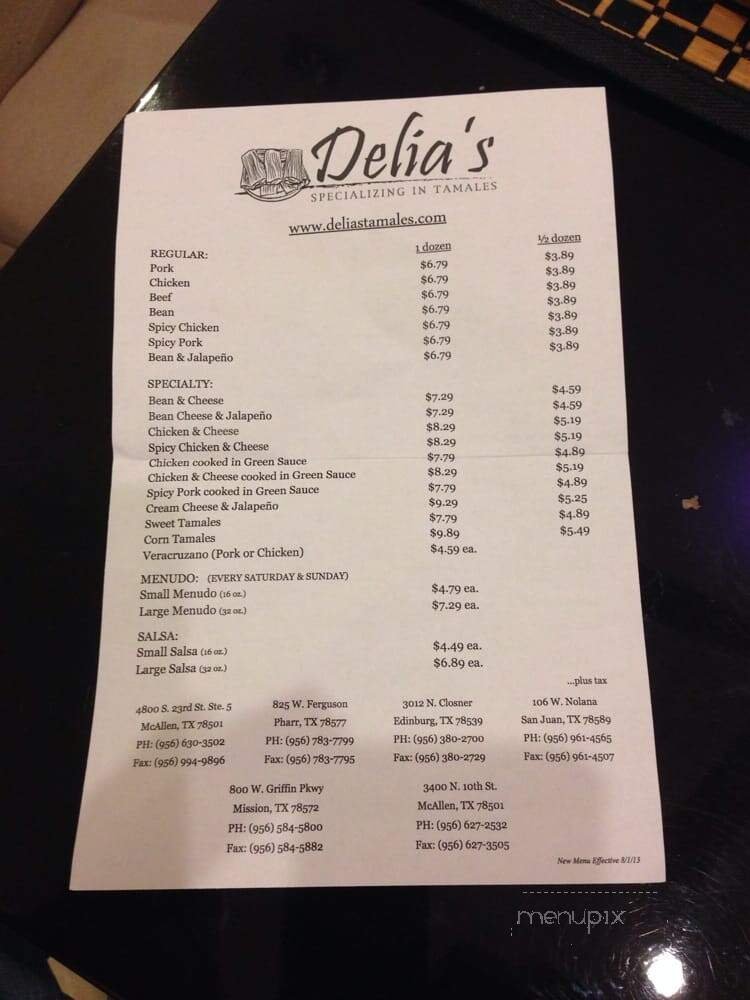 Delia's
SPECIALIZING IN TAMALES
www.deliastamales.com
REGULAR: 1 dozen ½ dozen
Pork $6.79 $3.89
Chicken $6.79 $3.89
Beef $6.79 $3.89
Bean $6.79 $3.89
Spicy Chicken $6.79 $3.89
Spicy Pork $6.79 $3.89
Bean & Jalapeño $6.79 $3.89
SPECIALTY:
Bean & Cheese $7.29 $4.59
Bean Cheese & Jalapeño $7.29 $4.59
Chicken & Cheese $8.29 $5.19
Spicy Chicken & Cheese $8.29 $5.19
Chicken cooked in Green Sauce $7.79 $4.89
Chicken & Cheese cooked in Green Sauce $8.29 $5.19
Spicy Pork cooked in Green Sauce $7.79 $4.89
Cream Cheese & Jalapeño $9.29 $5.25
Sweet Tamales $7.79 $4.89
Corn Tamales $9.89 $5.49
Veracruzano (Pork or Chicken) $4.59 ea.
MENUDO: (EVERY SATURDAY & SUNDAY)
Small Menudo (16 oz.) $4.79 ea.
Large Menudo (32 oz.) $7.29 ea.
SALSA:
Small Salsa (16 oz.) $4.49 ea.
Large Salsa (32 oz.) $6.89 ea.
...plus tax
4800 S. 23rd St. Ste. 5
McAllen, TX 78501
PH: (956) 630-3502
Fax: (956) 994-9896
825 W. Ferguson
Pharr, TX 78577
PH: (956) 783-7799
Fax: (956) 783-7795
3012 N. Closner
Edinburg, TX 78539
PH: (956) 380-2700
Fax: (956) 380-2729
106 W. Nolana
San Juan, TX 78589
PH: (956) 961-4565
Fax: (956) 961-4507
800 W. Griffin Pkwy
Mission, TX 78572
PH: (956) 584-5800
Fax: (956) 584-5882
3400 N. 10th St.
McAllen, TX 78501
PH: (956) 627-2532
Fax: (956) 627-3505
New Menu Effective 8/1/13
menupix